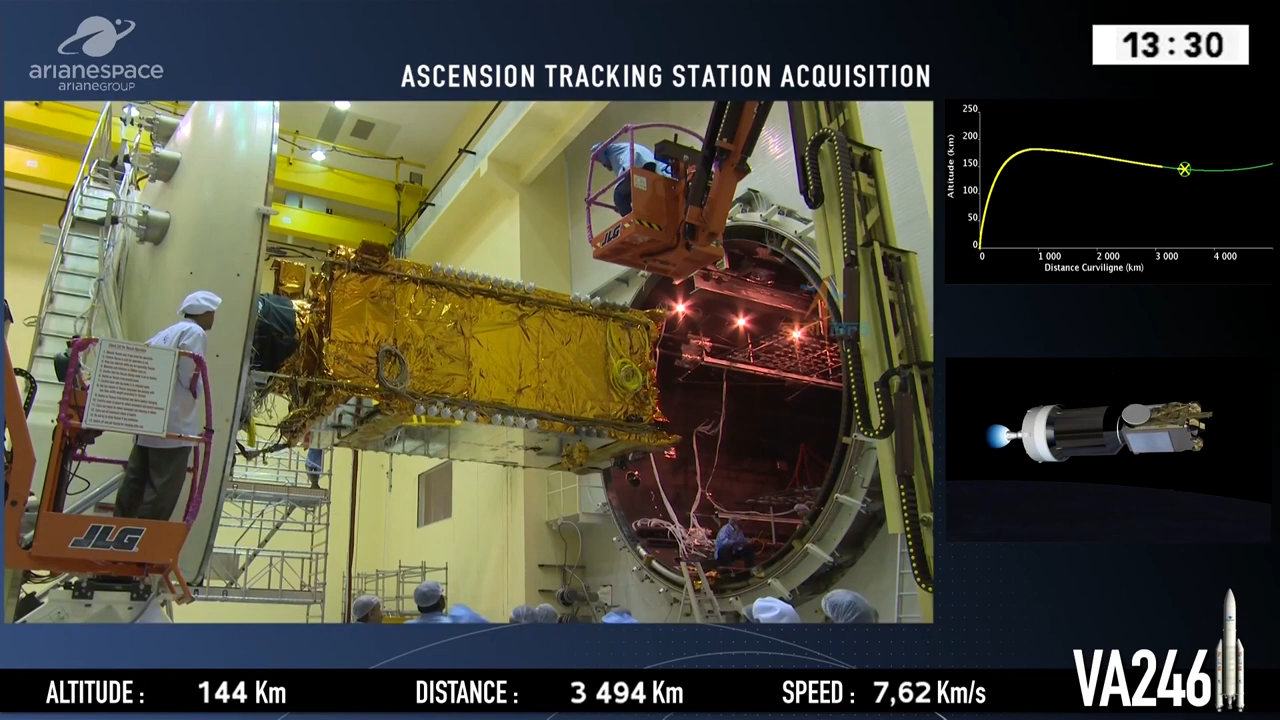 arianespace
arianeGROUP
ASCENSION TRACKING STATION ACQUISITION
13:30
Altitude (km)
250
200
150
100
50
0
0 1 000 2 000 3 000 4 000
Distance Curviligne (km)
JLG
JLG
ALTITUDE : 144 Km DISTANCE : 3 494 Km SPEED : 7,62 Km/s
VA246